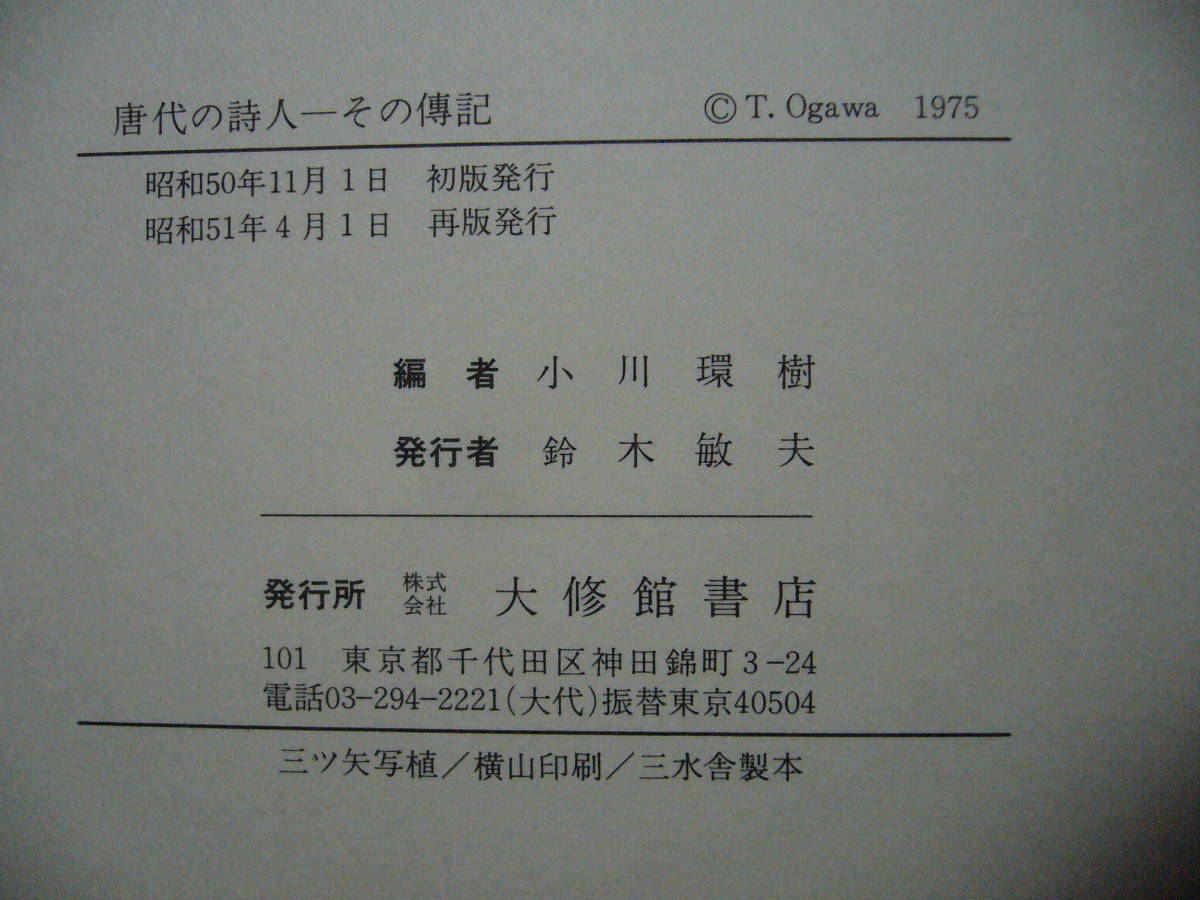 唐代の詩人―その傳記　©T. Ogawa　1975
昭和50年11月1日　初版発行
昭和51年4月1日　再版発行
編者　小川環樹
発行者　鈴木敏夫
発行所　株式会社　大修館書店
101　東京都千代田区神田錦町3-24
電話03-294-2221(大代)振替東京40504
三ツ矢写植/横山印刷/三水舎製本